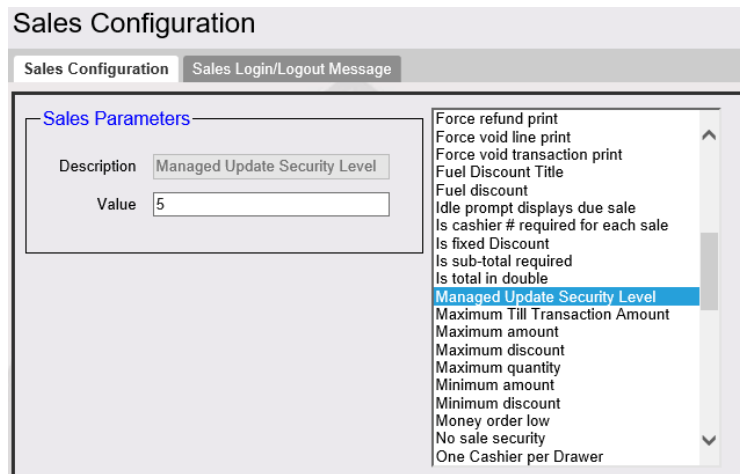 Sales Configuration
Sales Configuration
Sales Login/Logout Message
Sales Parameters
Description
Managed Update Security Level
Value
5
Force refund print
Force void line print
Force void transaction print
Fuel Discount Title
Fuel discount
Idle prompt displays due sale
Is cashier # required for each sale
Is fixed Discount
Is sub-total required
Is total in double
Managed Update Security Level
Maximum Till Transaction Amount
Maximum amount
Maximum discount
Maximum quantity
Minimum amount
Minimum discount
Money order low
No sale security
One Cashier per Drawer